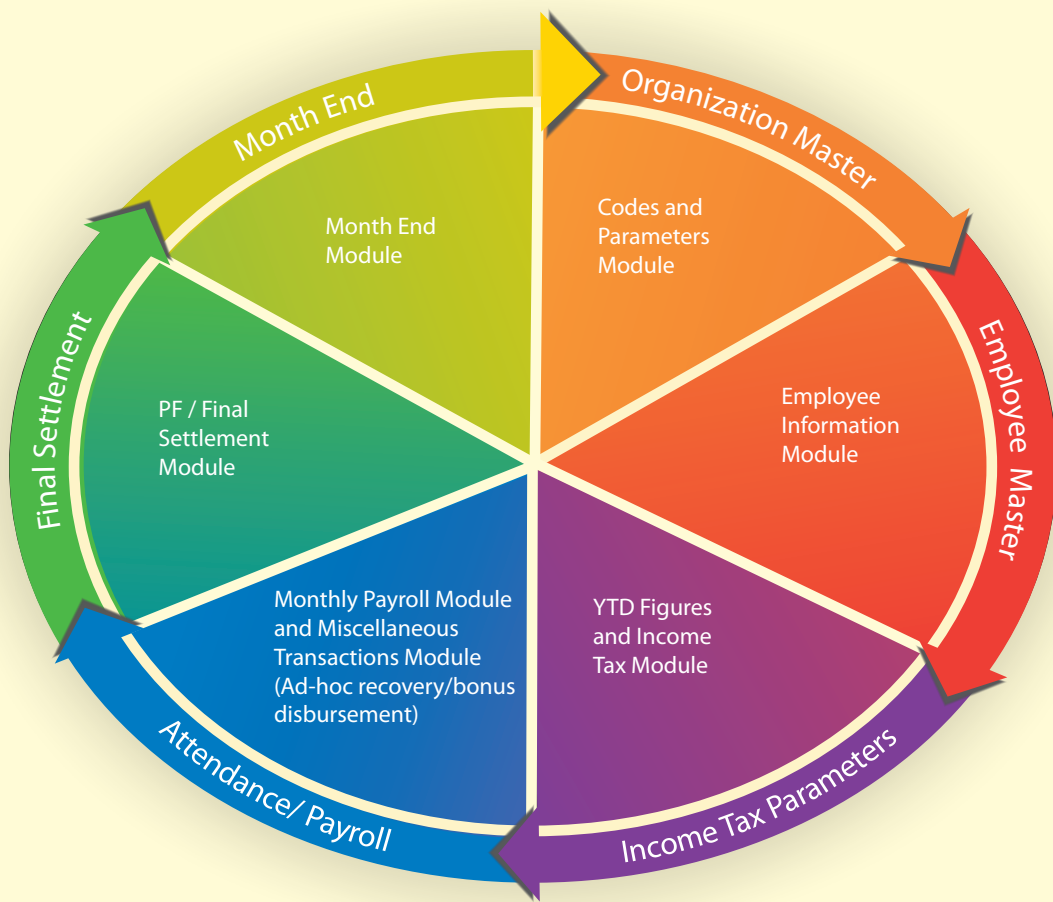 Organization Master
Codes and
Parameters
Module
Employee Master
Employee
Information
Module
Income Tax Parameters
YTD Figures
and Income
Tax Module
Attendance/ Payroll
Monthly Payroll Module
and Miscellaneous
Transactions Module
(Ad-hoc recovery/bonus
disbursement)
Final Settlement
PF / Final
Settlement
Module
Month End
Month End
Module